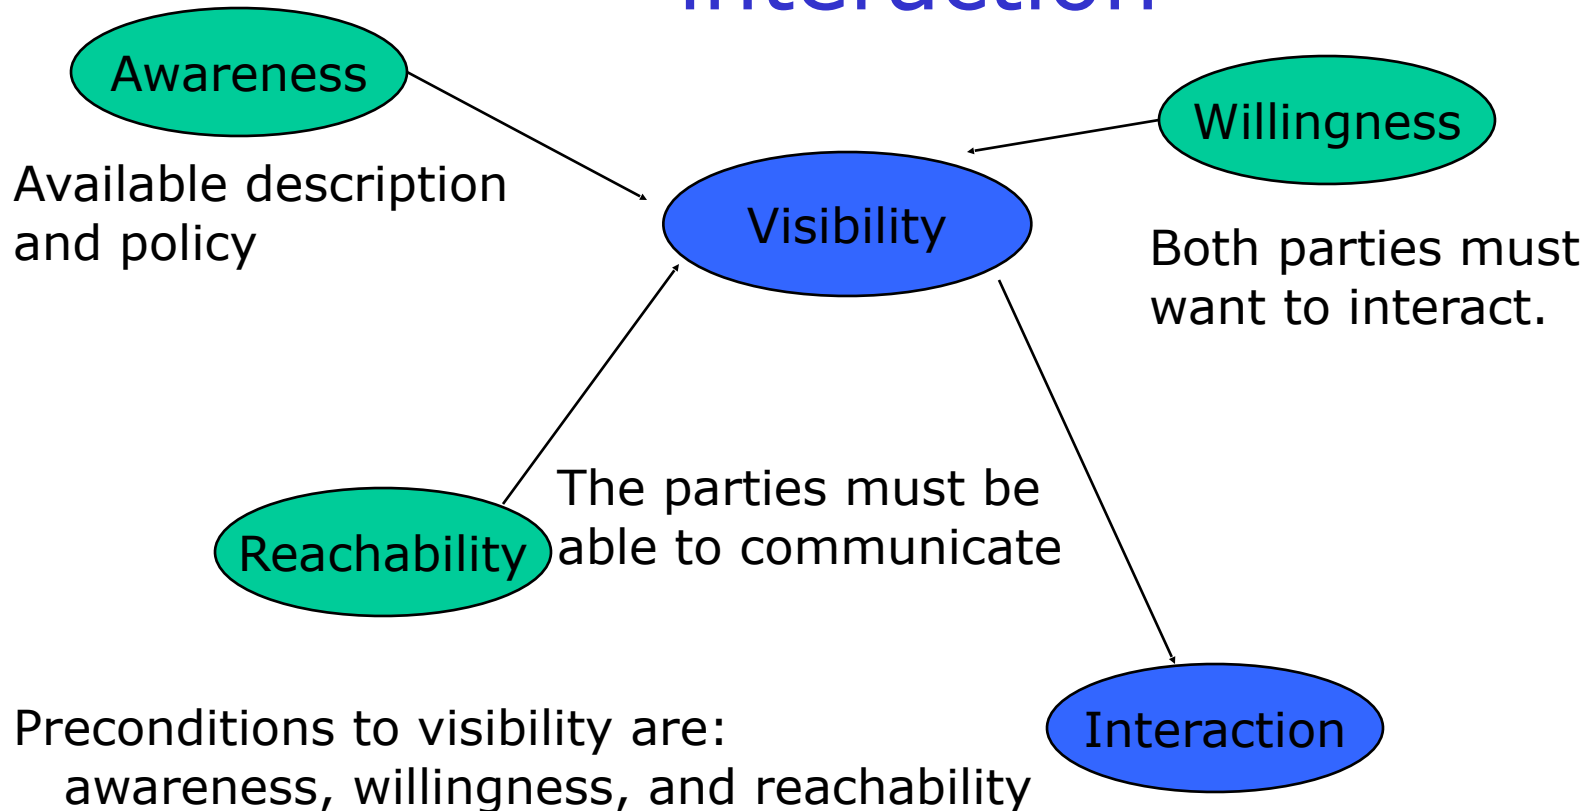 interaction
Awareness
Willingness
Available description
and policy
Visibility
Both parties must
want to interact.
The parties must be
able to communicate
Reachability
Interaction
Preconditions to visibility are:
awareness, willingness, and reachability